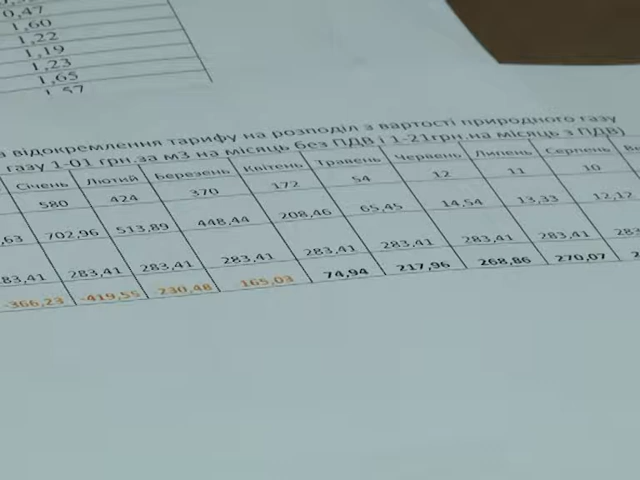 0,47
1,60
1,22
1,19
1,23
1,65
1,57
відокремлення тарифу на розподіл з вартості природного газу
газу 1-01 грн.за м3 на місяць без ПДВ і 1-21грн.на місяць з ПДВ)
Січень Лютий Березень Квітень Травень Червень Липень Серпень
580 424 370 172 54 12 11 10
,63 702,96 513,89 448,44 208,46 65,45 14,54 13,33 12,12
283,41 283,41 283,41 283,41 283,41 283,41 283,41 283,41 283
-366,23 -419,55 -230,48 -165,03 74,94 217,96 268,86 270,07 2